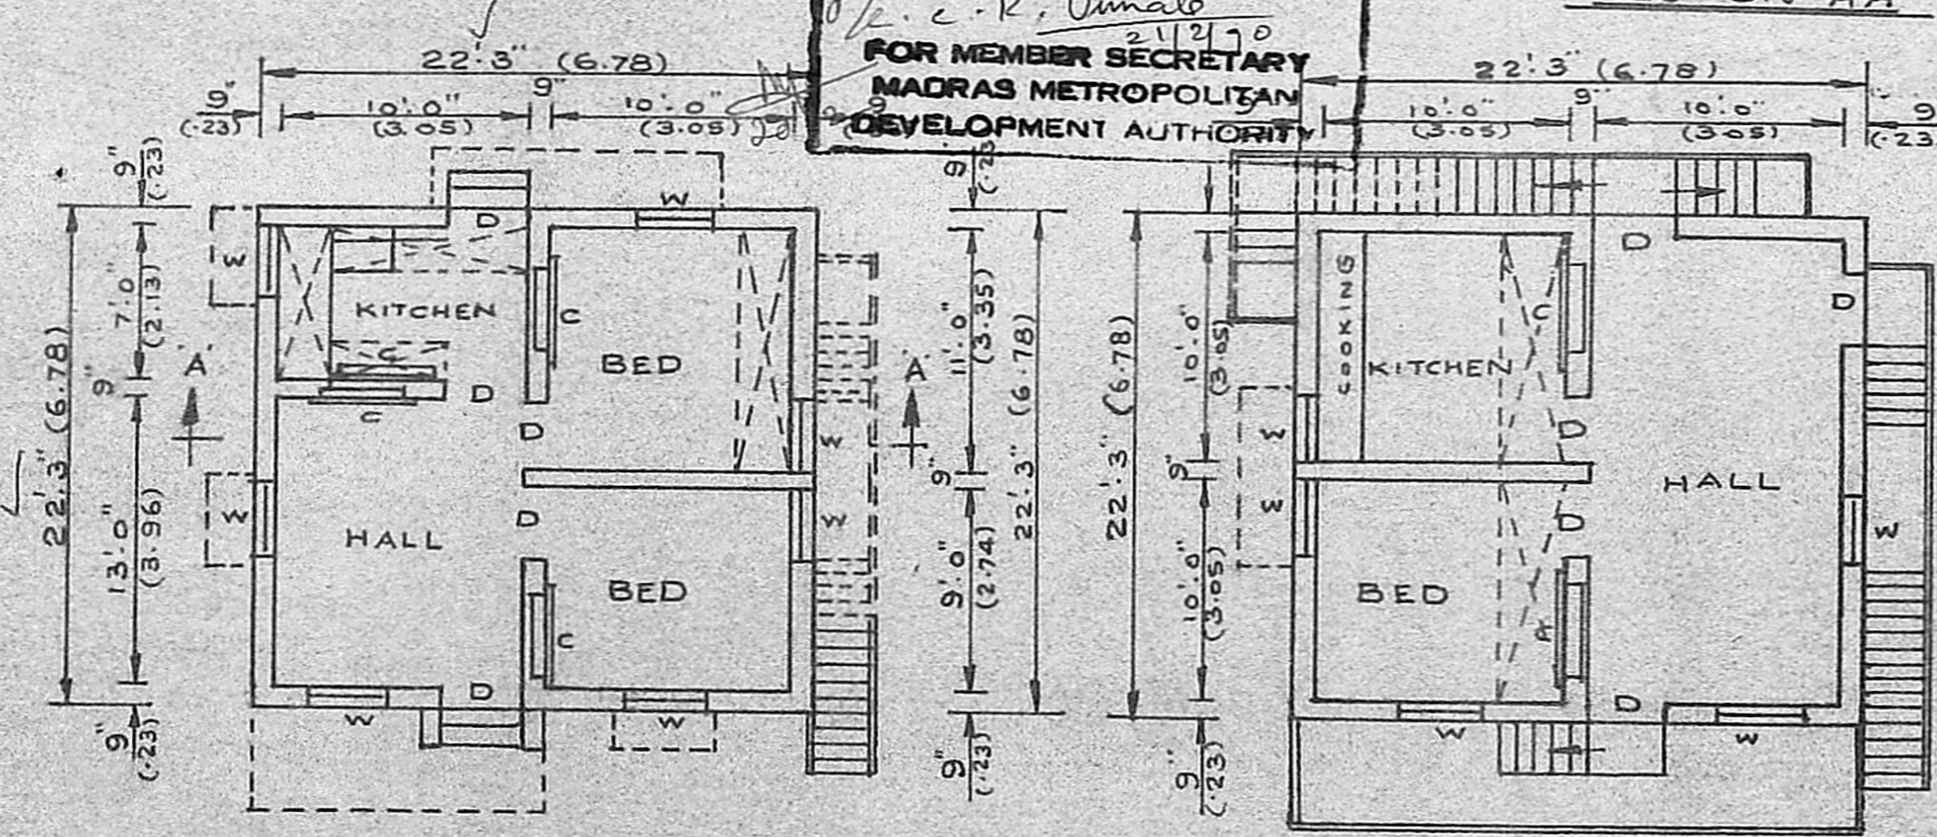 21/2/90
FOR MEMBER SECRETARY
MADRAS METROPOLITAN
DEVELOPMENT AUTHORITY
22'.3" (6.78)
9"
(.23)
10'.0"
(3.05)
9"
10'.0"
(3.05)
9"
(.23)
7'.0"
(2.13)
9"
13'.0"
(3.96)
9"
(.23)
22'.3" (6.78)
'A'
W
D
W
KITCHEN
C
BED
C
D
C
D
W
W
HALL
D
W
BED
C
D
W
W
'A'
9"
(.23)
11'.0"
(3.35)
9"
9'.0"
(2.74)
9"
(.23)
22'.3" (6.78)
22'.3" (6.78)
9"
10'.0"
(3.05)
9"
10'.0"
(3.05)
9"
(.23)
22'.3" (6.78)
10'.0"
(3.05)
9"
10'.0"
(3.05)
9"
(.23)
D
D
COOKING
KITCHEN
C
D
W
HALL
W
D
W
BED
D
W
W